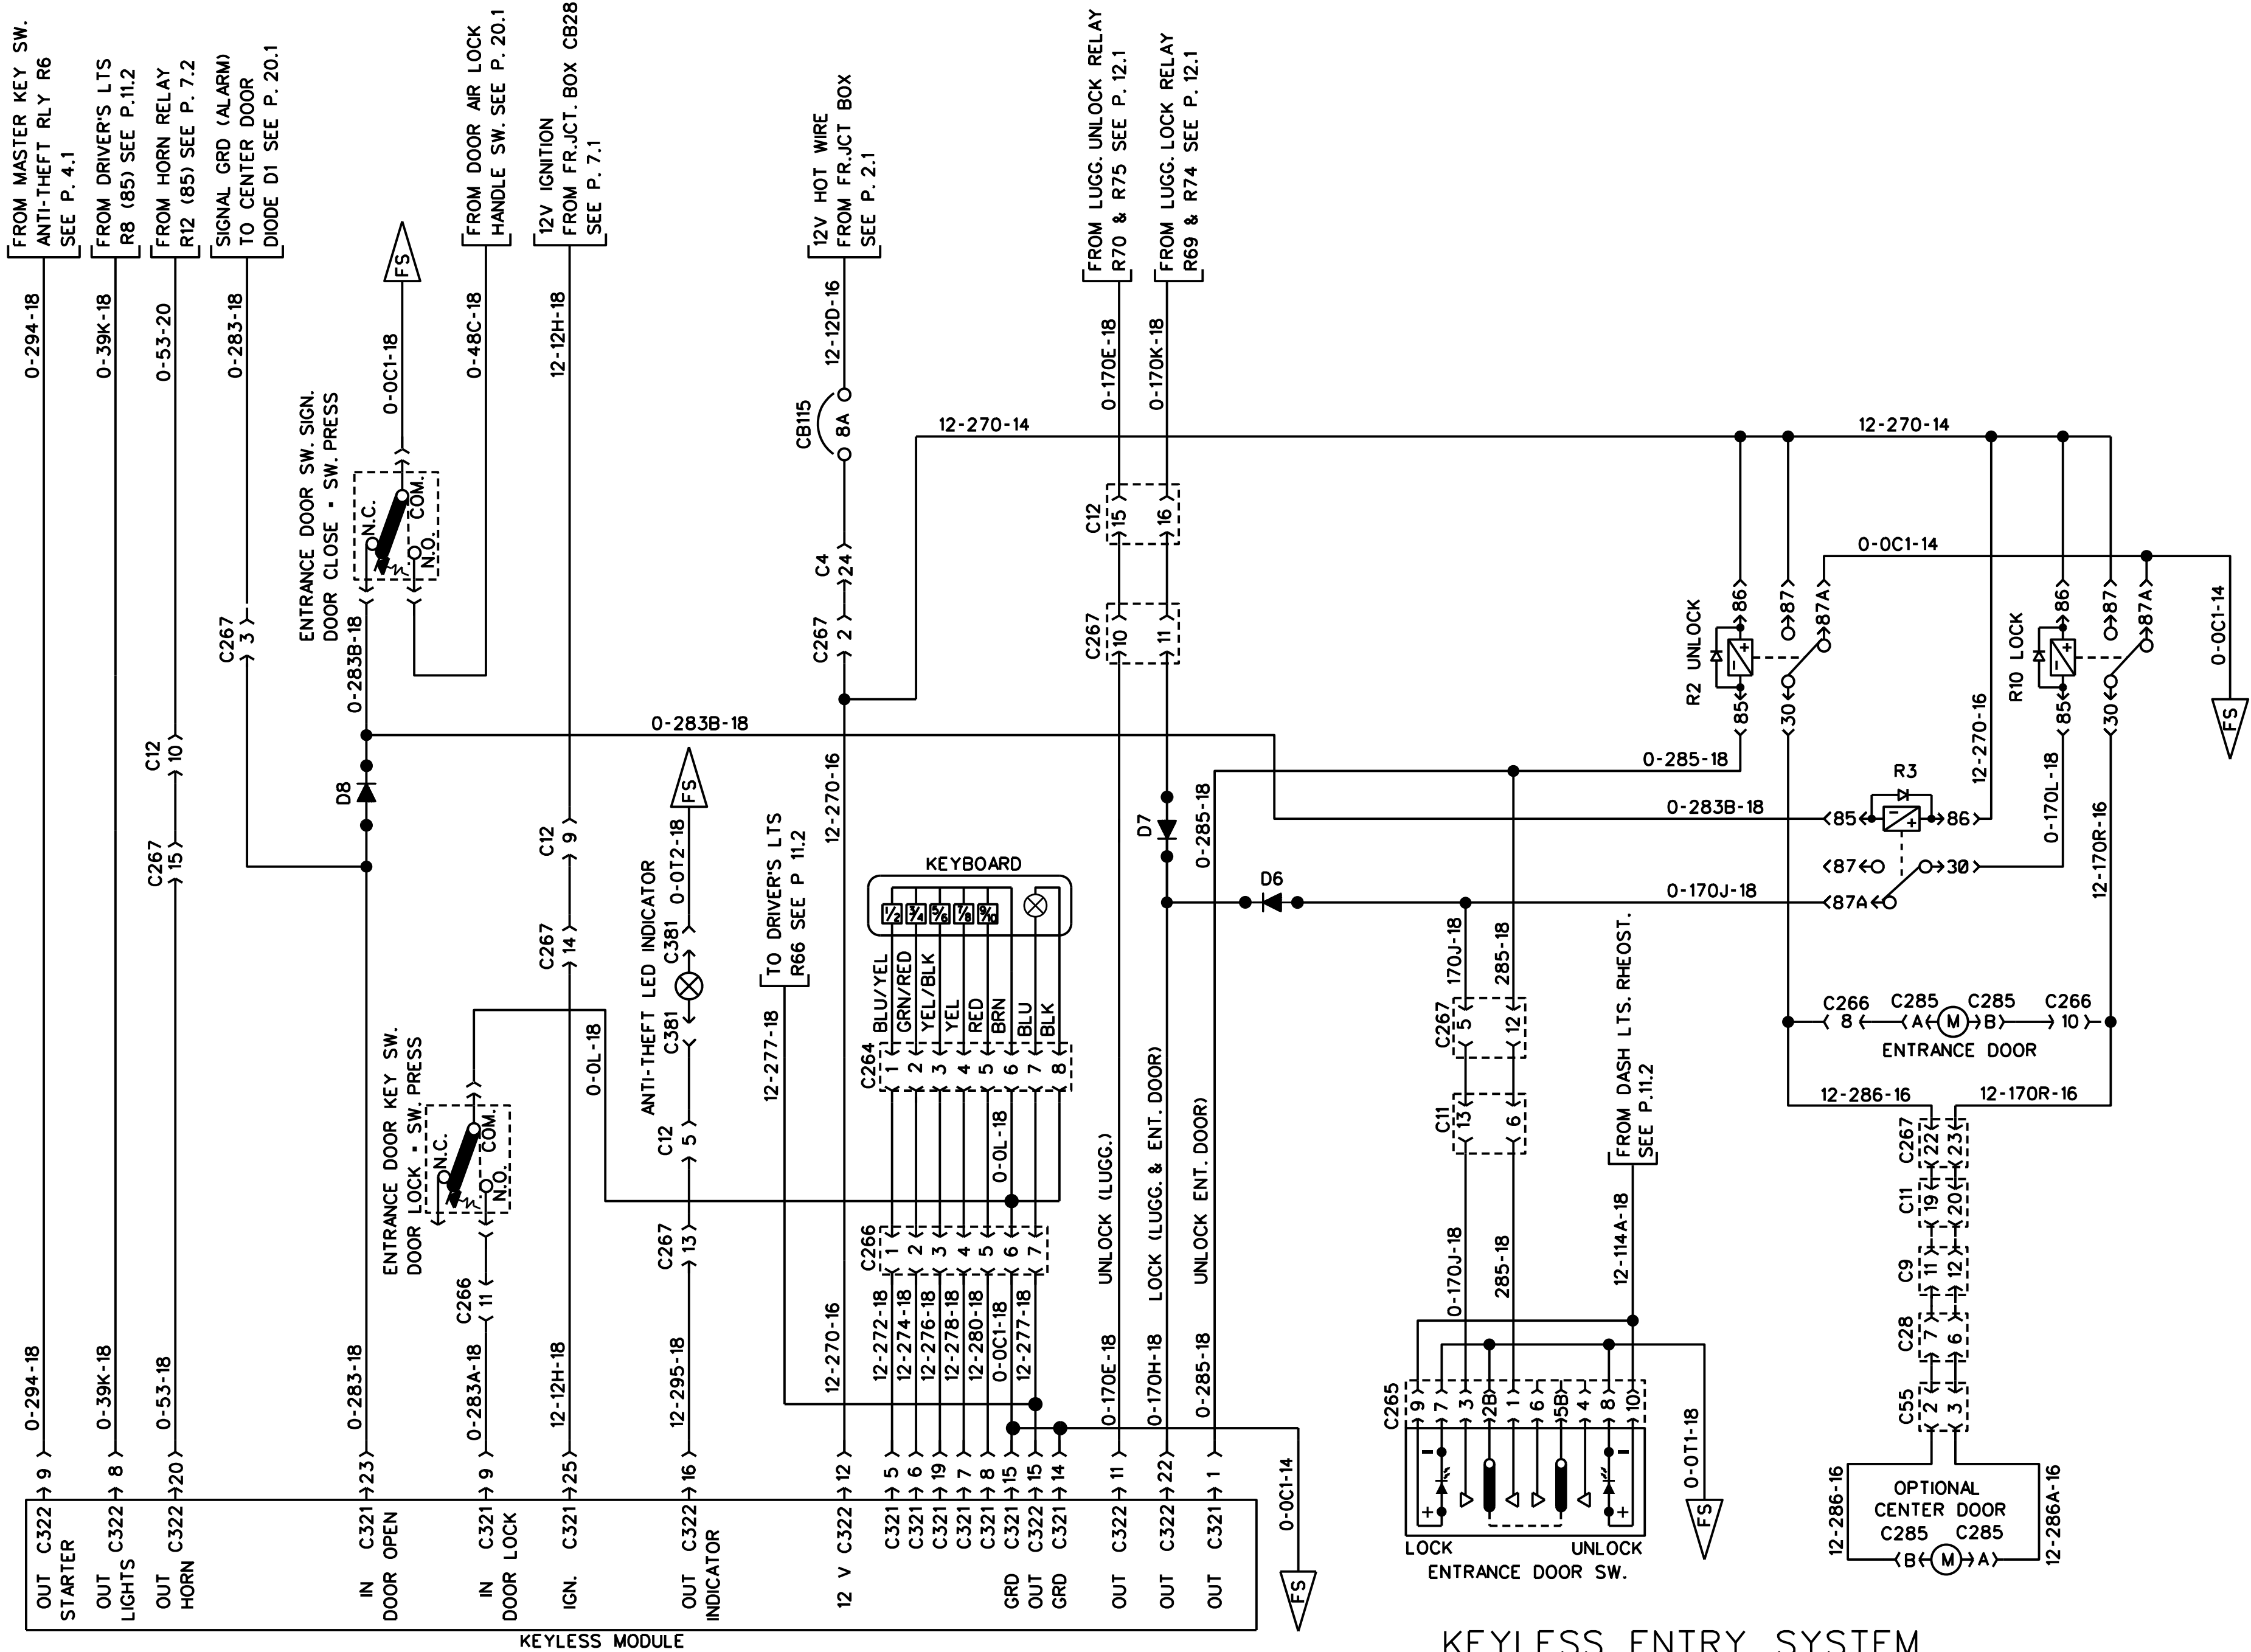 FROM MASTER KEY SW.
ANTI-THEFT RLY R6
SEE P. 4.1
FROM DRIVER'S LTS
R8 (85) SEE P.11.2
FROM HORN RELAY
R12 (85) SEE P. 7.2
SIGNAL GRD (ALARM)
TO CENTER DOOR
DIODE D1 SEE P. 20.1
FS
FROM DOOR AIR LOCK
HANDLE SW. SEE P. 20.1
12V IGNITION
FROM FR.JCT. BOX CB28
SEE P. 7.1
12V HOT WIRE
FROM FR.JCT BOX
SEE P. 2.1
FROM LUGG. UNLOCK RELAY
R70 & R75 SEE P. 12.1
FROM LUGG. LOCK RELAY
R69 & R74 SEE P. 12.1
0-294-18
0-39K-18
0-53-20
0-283-18
0-0C1-18
0-48C-18
12-12H-18
12-12D-16
0-170E-18
0-170K-18
ENTRANCE DOOR SW. SIGN.
DOOR CLOSE = SW. PRESS
N.C.
COM.
N.O.
CB115
8A
12-270-14
12-270-14
C12
15
16
C4
24
C267
2
C267
10
11
C267
3
0-283B-18
0-283B-18
0-0C1-14
R2 UNLOCK
86
87
87A
85
30
R10 LOCK
86
87
87A
85
30
0-0C1-14
FS
C12
10
C267
15
D8
FS
0-0T2-18
12-270-16
0-285-18
0-285-18
0-283B-18
12-270-16
0-170L-18
12-170R-16
R3
85
86
87
30
87A
D7
D6
0-170J-18
C12
9
C267
14
ANTI-THEFT LED INDICATOR
C381
C381
TO DRIVER'S LTS
R66 SEE P 11.2
KEYBOARD
1/2
3/4
5/6
7/8
9/0
BLU/YEL
GRN/RED
YEL/BLK
YEL
RED
BRN
BLU
BLK
C264
1
2
3
4
5
6
7
8
170J-18
285-18
C267
5
12
C11
13
6
FROM DASH LTS. RHEOST.
SEE P.11.2
C266
8
C285
A
M
B
C285
C266
10
ENTRANCE DOOR
12-286-16
12-170R-16
0-0L-18
12-277-18
ENTRANCE DOOR KEY SW.
DOOR LOCK = SW. PRESS
N.C.
COM.
N.O.
C266
11
C12
5
C267
13
0-0L-18
C266
1
2
3
4
5
6
7
UNLOCK (LUGG.)
LOCK (LUGG. & ENT. DOOR)
UNLOCK ENT. DOOR)
0-170J-18
285-18
12-114A-18
C267
22
23
C11
19
20
C9
11
12
C28
7
6
C55
2
3
0-294-18
0-39K-18
0-53-18
0-283-18
0-283A-18
12-12H-18
12-295-18
12-270-16
12-272-18
12-274-18
12-276-18
12-278-18
12-280-18
0-0C1-18
12-277-18
0-170E-18
0-170H-18
0-285-18
C265
9
7
3
2B
1
6
5B
4
8
10
- +
- +
LOCK
UNLOCK
ENTRANCE DOOR SW.
0-0T1-18
FS
12-286-16
OPTIONAL
CENTER DOOR
C285
C285
B
M
A
12-286A-16
9
8
20
23
9
25
16
12
5
6
19
7
8
15
15
14
11
22
1
OUT C322
STARTER
OUT C322
LIGHTS
OUT C322
HORN
IN C321
DOOR OPEN
IN C321
DOOR LOCK
IGN. C321
OUT C322
INDICATOR
12 V C322
C321
C321
C321
C321
C321
GRD C321
OUT C322
GRD C321
OUT C322
OUT C322
OUT C321
0-0C1-14
FS
KEYLESS MODULE
KEYLESS ENTRY SYSTEM